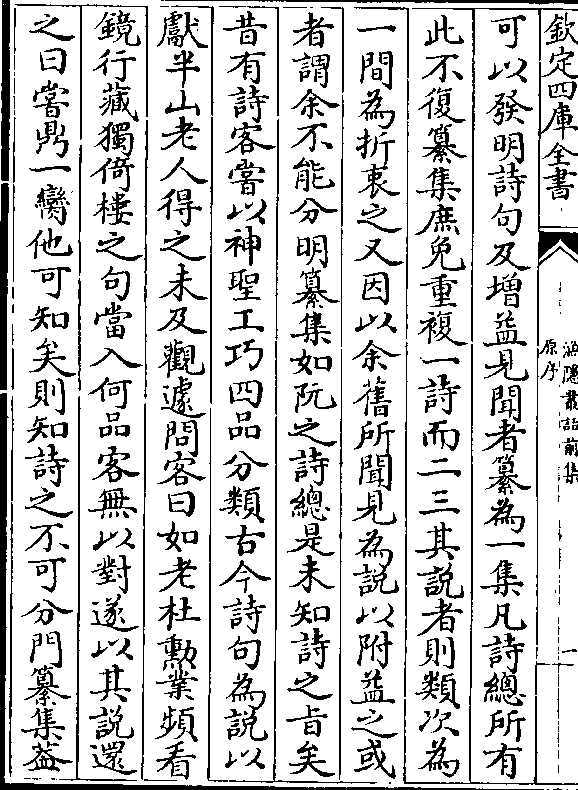 欽定四庫全書
漁隱叢話前集
原序
一
可以發明詩句及增益見聞者纂為一集凡詩總所有
此不復纂集庶免重複一詩而二三其說者則類次為
一間為折衷之又因以余舊所聞見為說以附益之或
者謂余不能分明纂集如阮之詩總是未知詩之旨矣
昔有詩客嘗以神聖工巧四品分類古今詩句為說以
獻半山老人得之未及觀遽問客曰如老杜勲業頻看
鏡行藏獨倚樓之句當入何品客無以對遂以其說還
之曰嘗鼎一臠他可知矣則知詩之不可分門纂集葢